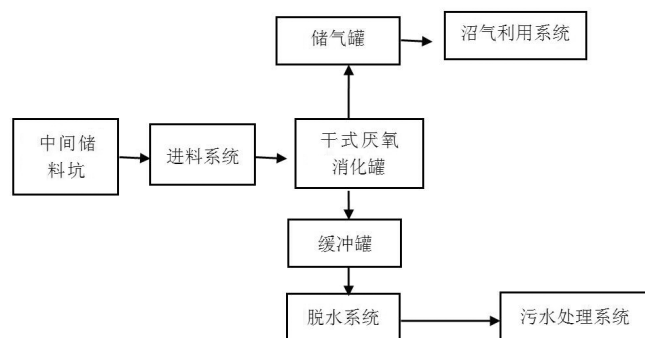 储气罐
沼气利用系统
中间储
料坑
进料系统
干式厌氧
消化罐
缓冲罐
脱水系统
污水处理系统